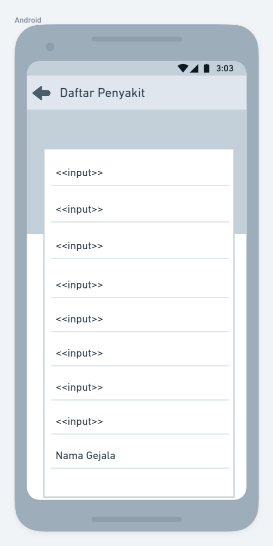 Android
3:03
Daftar Penyakit
<<input>>
<<input>>
<<input>>
<<input>>
<<input>>
<<input>>
<<input>>
<<input>>
Nama Gejala